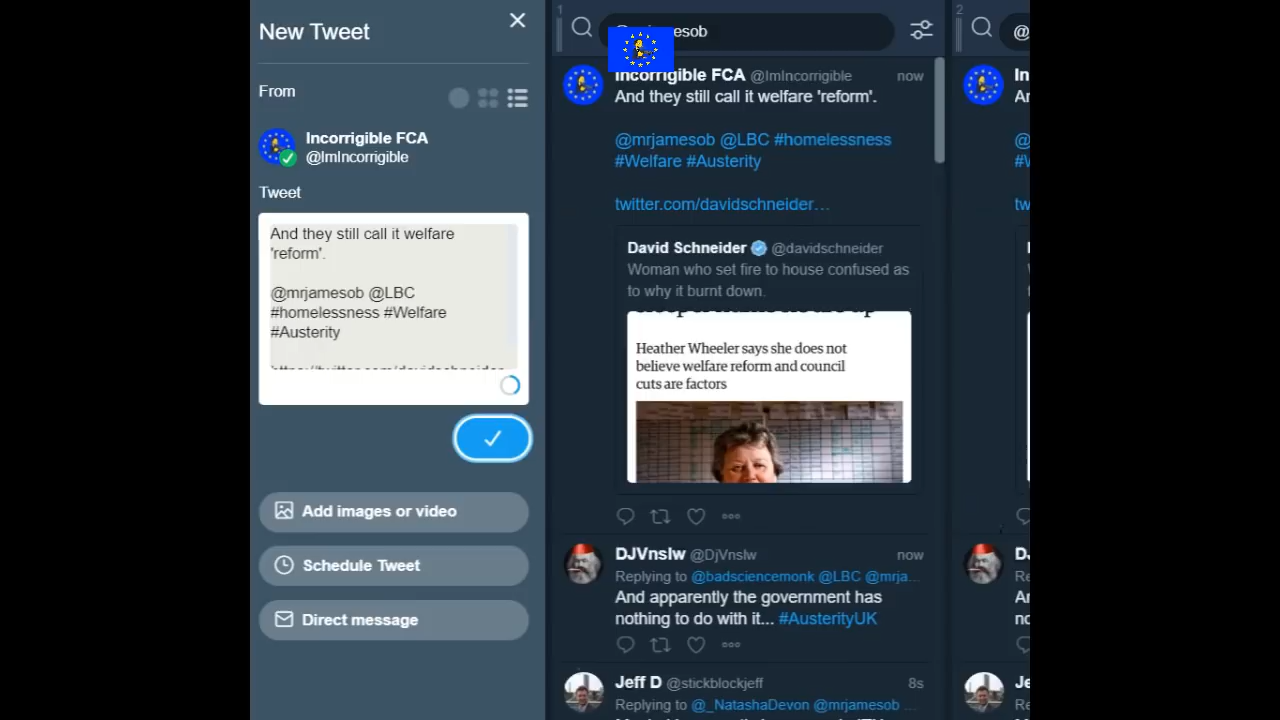 New Tweet
From
Incorrigible FCA
@ImIncorrigible
Tweet
And they still call it welfare
'reform'.
@mrjamesob @LBC
#homelessness #Welfare
#Austerity
Add images or video
Schedule Tweet
Direct message
1
Incorrigible FCA @ImIncorrigible now
And they still call it welfare 'reform'.
@mrjamesob @LBC #homelessness
#Welfare #Austerity
twitter.com/davidschneider…
David Schneider @davidschneider
Woman who set fire to house confused as
to why it burnt down.
Heather Wheeler says she does not
believe welfare reform and council
cuts are factors
DJVnslw @DjVnslw now
Replying to @badsciencemonk @LBC @mrja...
And apparently the government has
nothing to do with it... #AusterityUK
Jeff D @stickblockjeff 8s
Replying to @_NatashaDevon @mrjamesob ...
2
@